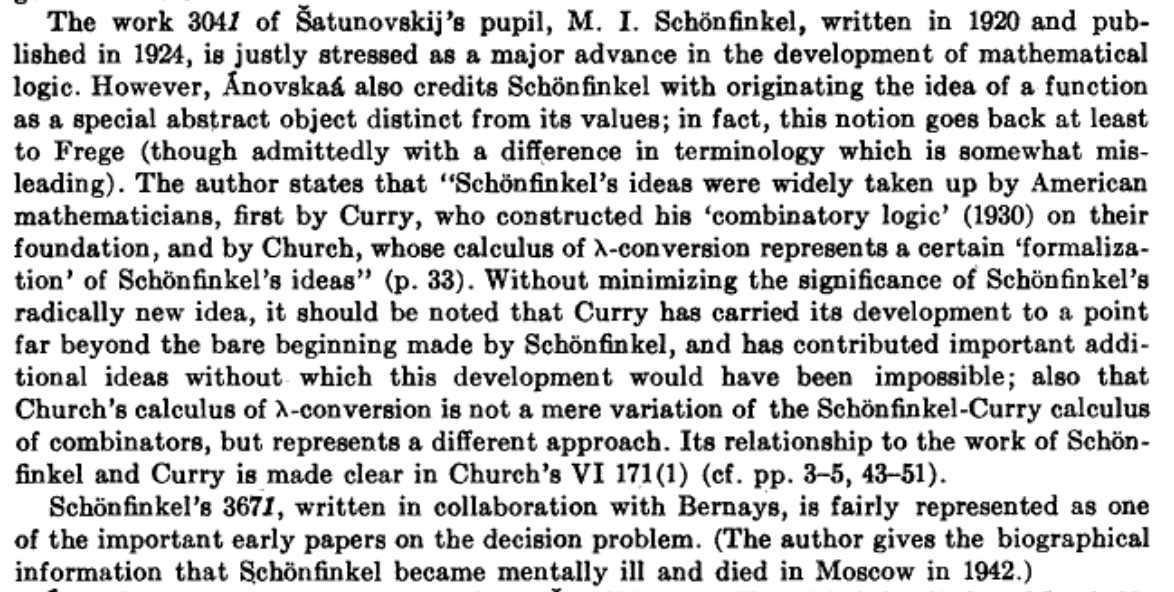 The work 3041 of Šatunovskij's pupil, M. I. Schönfinkel, written in 1920 and pub-
lished in 1924, is justly stressed as a major advance in the development of mathematical
logic. However, Ánovskaá also credits Schönfinkel with originating the idea of a function
as a special abstract object distinct from its values; in fact, this notion goes back at least
to Frege (though admittedly with a difference in terminology which is somewhat mis-
leading). The author states that "Schönfinkel's ideas were widely taken up by American
mathematicians, first by Curry, who constructed his 'combinatory logic' (1930) on their
foundation, and by Church, whose calculus of λ-conversion represents a certain 'formaliza-
tion' of Schönfinkel's ideas" (p. 33). Without minimizing the significance of Schönfinkel's
radically new idea, it should be noted that Curry has carried its development to a point
far beyond the bare beginning made by Schönfinkel, and has contributed important addi-
tional ideas without which this development would have been impossible; also that
Church's calculus of λ-conversion is not a mere variation of the Schönfinkel-Curry calculus
of combinators, but represents a different approach. Its relationship to the work of Schön-
finkel and Curry is made clear in Church's VI 171(1) (cf. pp. 3–5, 43–51).
Schönfinkel's 3671, written in collaboration with Bernays, is fairly represented as one
of the important early papers on the decision problem. (The author gives the biographical
information that Schönfinkel became mentally ill and died in Moscow in 1942.)